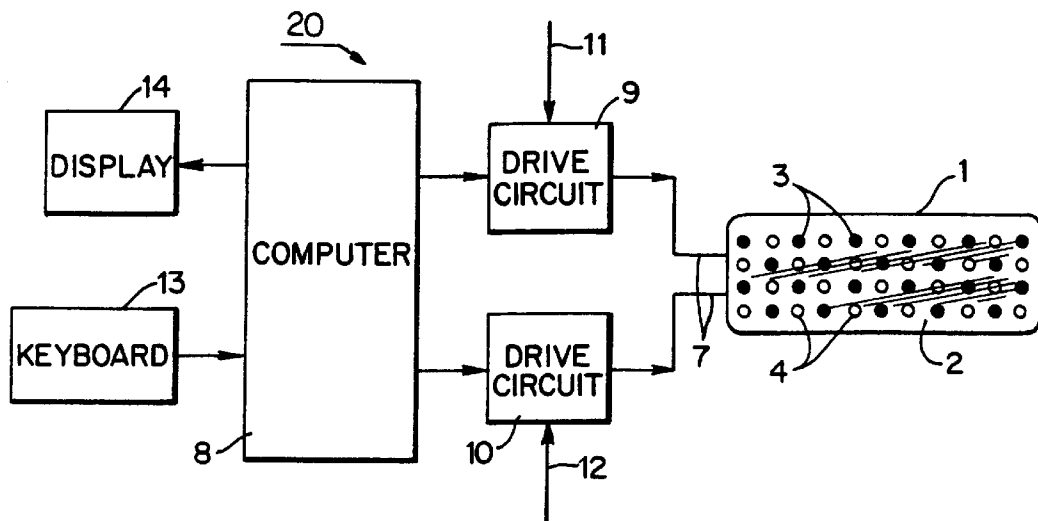 20
11
14
9
DISPLAY
DRIVE
CIRCUIT
3
1
COMPUTER
13
KEYBOARD
DRIVE
CIRCUIT
7
4
2
8
10
12